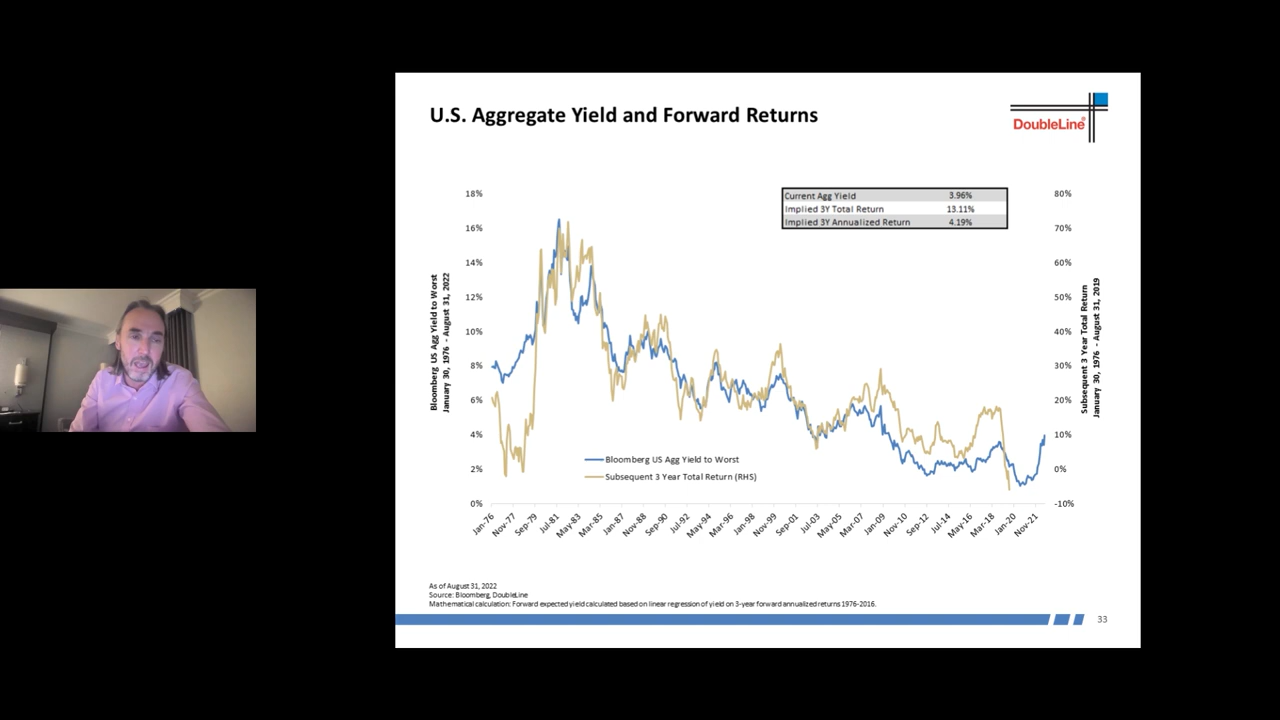 U.S. Aggregate Yield and Forward Returns
DoubleLine®
18%
16%
14%
12%
10%
8%
6%
4%
2%
0%
Bloomberg US Agg Yield to Worst
January 30, 1976 - August 31, 2022
Current Agg Yield 3.96%
Implied 3Y Total Return 13.11%
Implied 3Y Annualized Return 4.19%
80%
70%
60%
50%
40%
30%
20%
10%
0%
-10%
Subsequent 3 Year Total Return
January 30, 1976 - August 31, 2019
Bloomberg US Agg Yield to Worst
Subsequent 3 Year Total Return (RHS)
Jan-76 Nov-77 Sep-79 Jul-81 May-83 Mar-85 Jan-87 Nov-88 Sep-90 Jul-92 May-94 Mar-96 Jan-98 Nov-99 Sep-01 Jul-03 May-05 Mar-07 Jan-09 Nov-10 Sep-12 Jul-14 May-16 Mar-18 Jan-20 Nov-21
As of August 31, 2022
Source: Bloomberg, DoubleLine
Mathematical calculation: Forward expected yield calculated based on linear regression of yield on 3-year forward annualized returns 1976-2016.
33